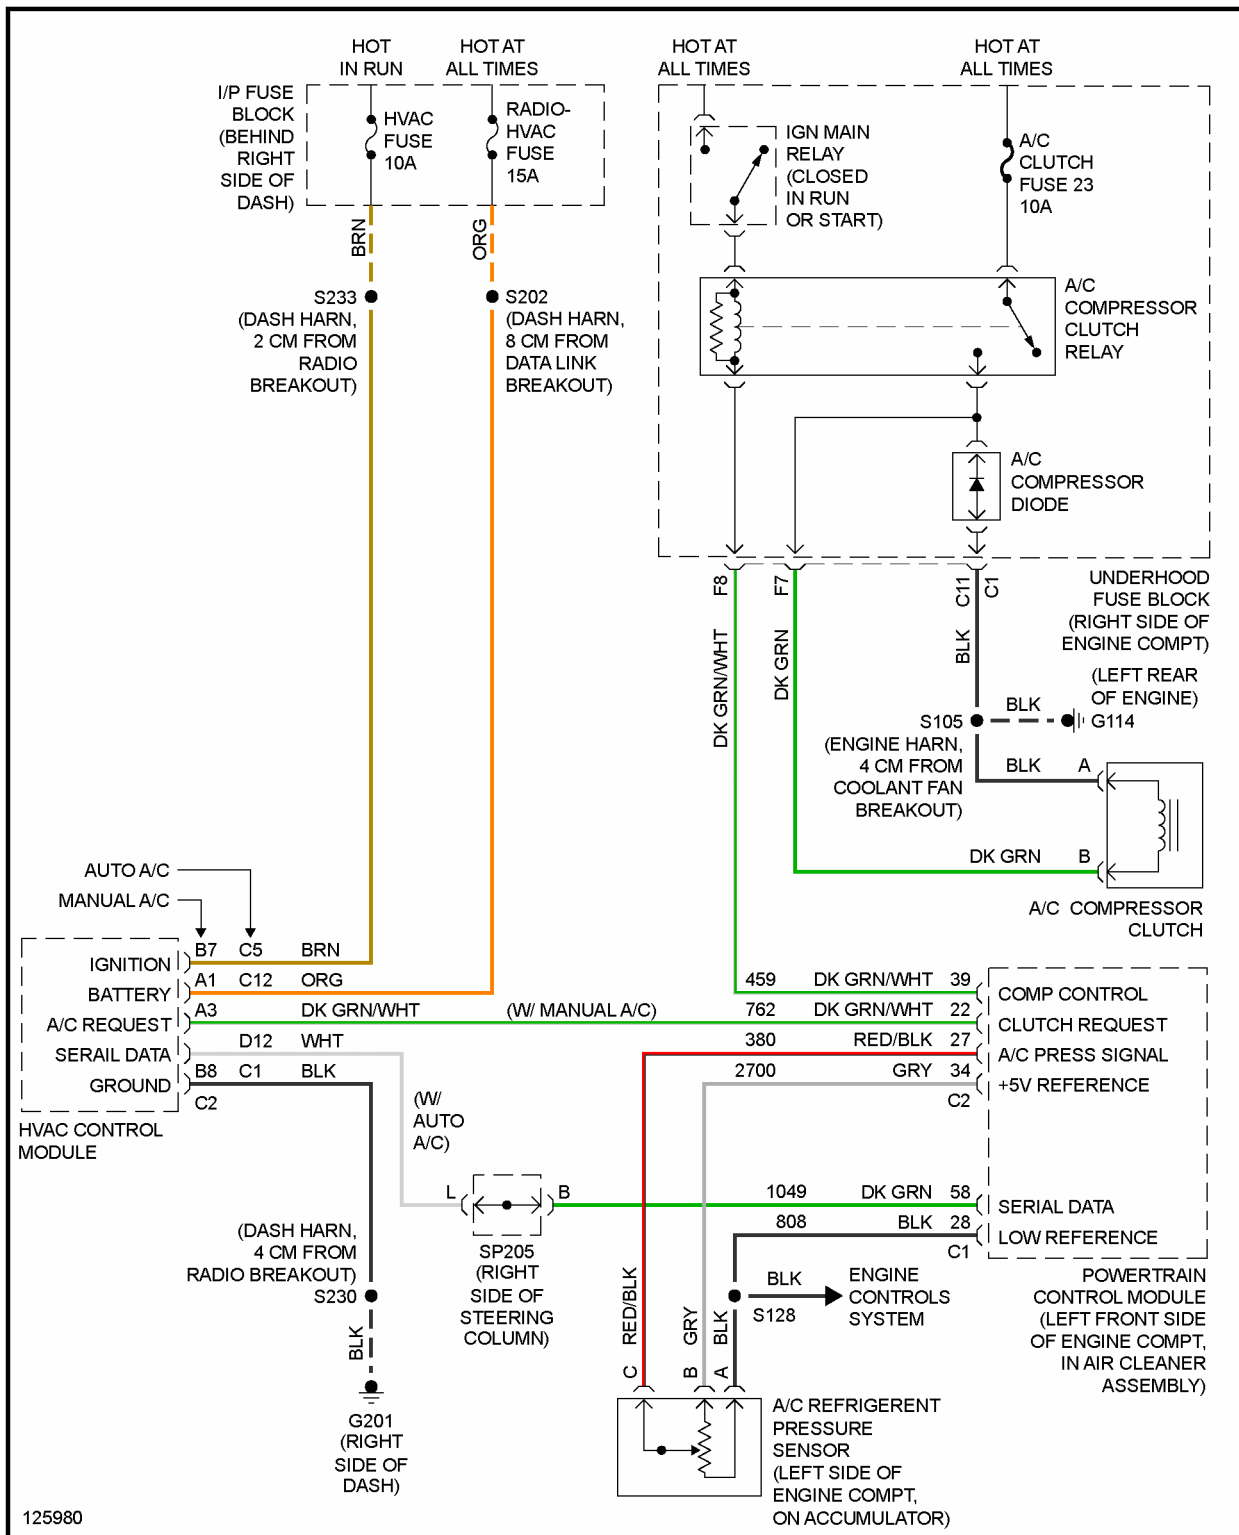 HOT
IN RUN
HOT AT
ALL TIMES
HOT AT
ALL TIMES
HOT AT
ALL TIMES
I/P FUSE
BLOCK
(BEHIND
RIGHT
SIDE OF
DASH)
HVAC
FUSE
10A
RADIO-
HVAC
FUSE
15A
IGN MAIN
RELAY
(CLOSED
IN RUN
OR START)
A/C
CLUTCH
FUSE 23
10A
BRN
ORG
S233
(DASH HARN,
2 CM FROM
RADIO
BREAKOUT)
S202
(DASH HARN,
8 CM FROM
DATA LINK
BREAKOUT)
A/C
COMPRESSOR
CLUTCH
RELAY
A/C
COMPRESSOR
DIODE
F8
F7
C11
C1
UNDERHOOD
FUSE BLOCK
(RIGHT SIDE OF
ENGINE COMPT)
DK GRN/WHT
DK GRN
BLK
(LEFT REAR
OF ENGINE)
S105
BLK
G114
(ENGINE HARN,
4 CM FROM
COOLANT FAN
BREAKOUT)
BLK
A
DK GRN
B
A/C COMPRESSOR
CLUTCH
AUTO A/C
MANUAL A/C
IGNITION
B7
C5
BRN
BATTERY
A1
C12
ORG
A/C REQUEST
A3
DK GRN/WHT
(W/ MANUAL A/C)
SERAIL DATA
D12
WHT
GROUND
B8
C1
BLK
C2
HVAC CONTROL
MODULE
459
DK GRN/WHT
39
COMP CONTROL
762
DK GRN/WHT
22
CLUTCH REQUEST
380
RED/BLK
27
A/C PRESS SIGNAL
2700
GRY
34
+5V REFERENCE
C2
(W/
AUTO
A/C)
L
B
1049
DK GRN
58
SERIAL DATA
808
BLK
28
LOW REFERENCE
C1
SP205
(RIGHT
SIDE OF
STEERING
COLUMN)
(DASH HARN,
4 CM FROM
RADIO BREAKOUT)
S230
BLK
G201
(RIGHT
SIDE OF
DASH)
RED/BLK
GRY
BLK
C
B
A
BLK
S128
ENGINE
CONTROLS
SYSTEM
POWERTRAIN
CONTROL MODULE
(LEFT FRONT SIDE
OF ENGINE COMPT,
IN AIR CLEANER
ASSEMBLY)
A/C REFRIGERENT
PRESSURE
SENSOR
(LEFT SIDE OF
ENGINE COMPT,
ON ACCUMULATOR)
125980